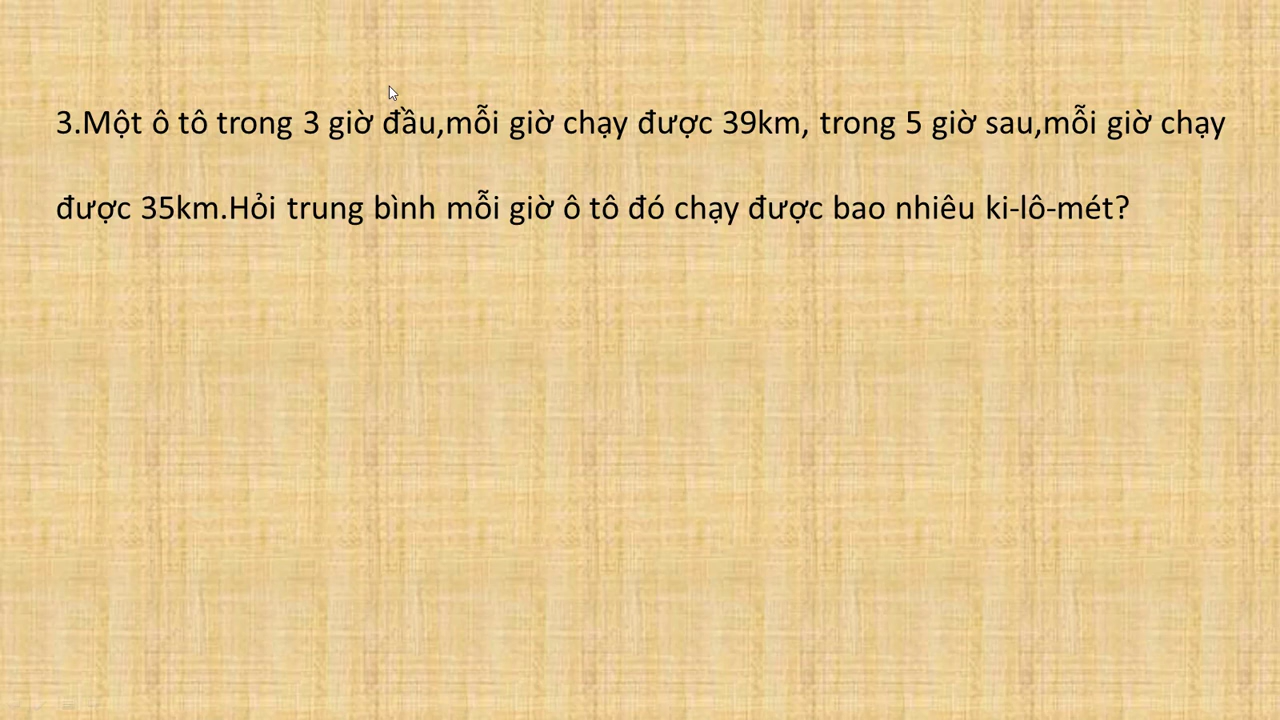 3.Một ô tô trong 3 giờ đầu,mỗi giờ chạy được 39km, trong 5 giờ sau,mỗi giờ chạy
được 35km.Hỏi trung bình mỗi giờ ô tô đó chạy được bao nhiêu ki-lô-mét?